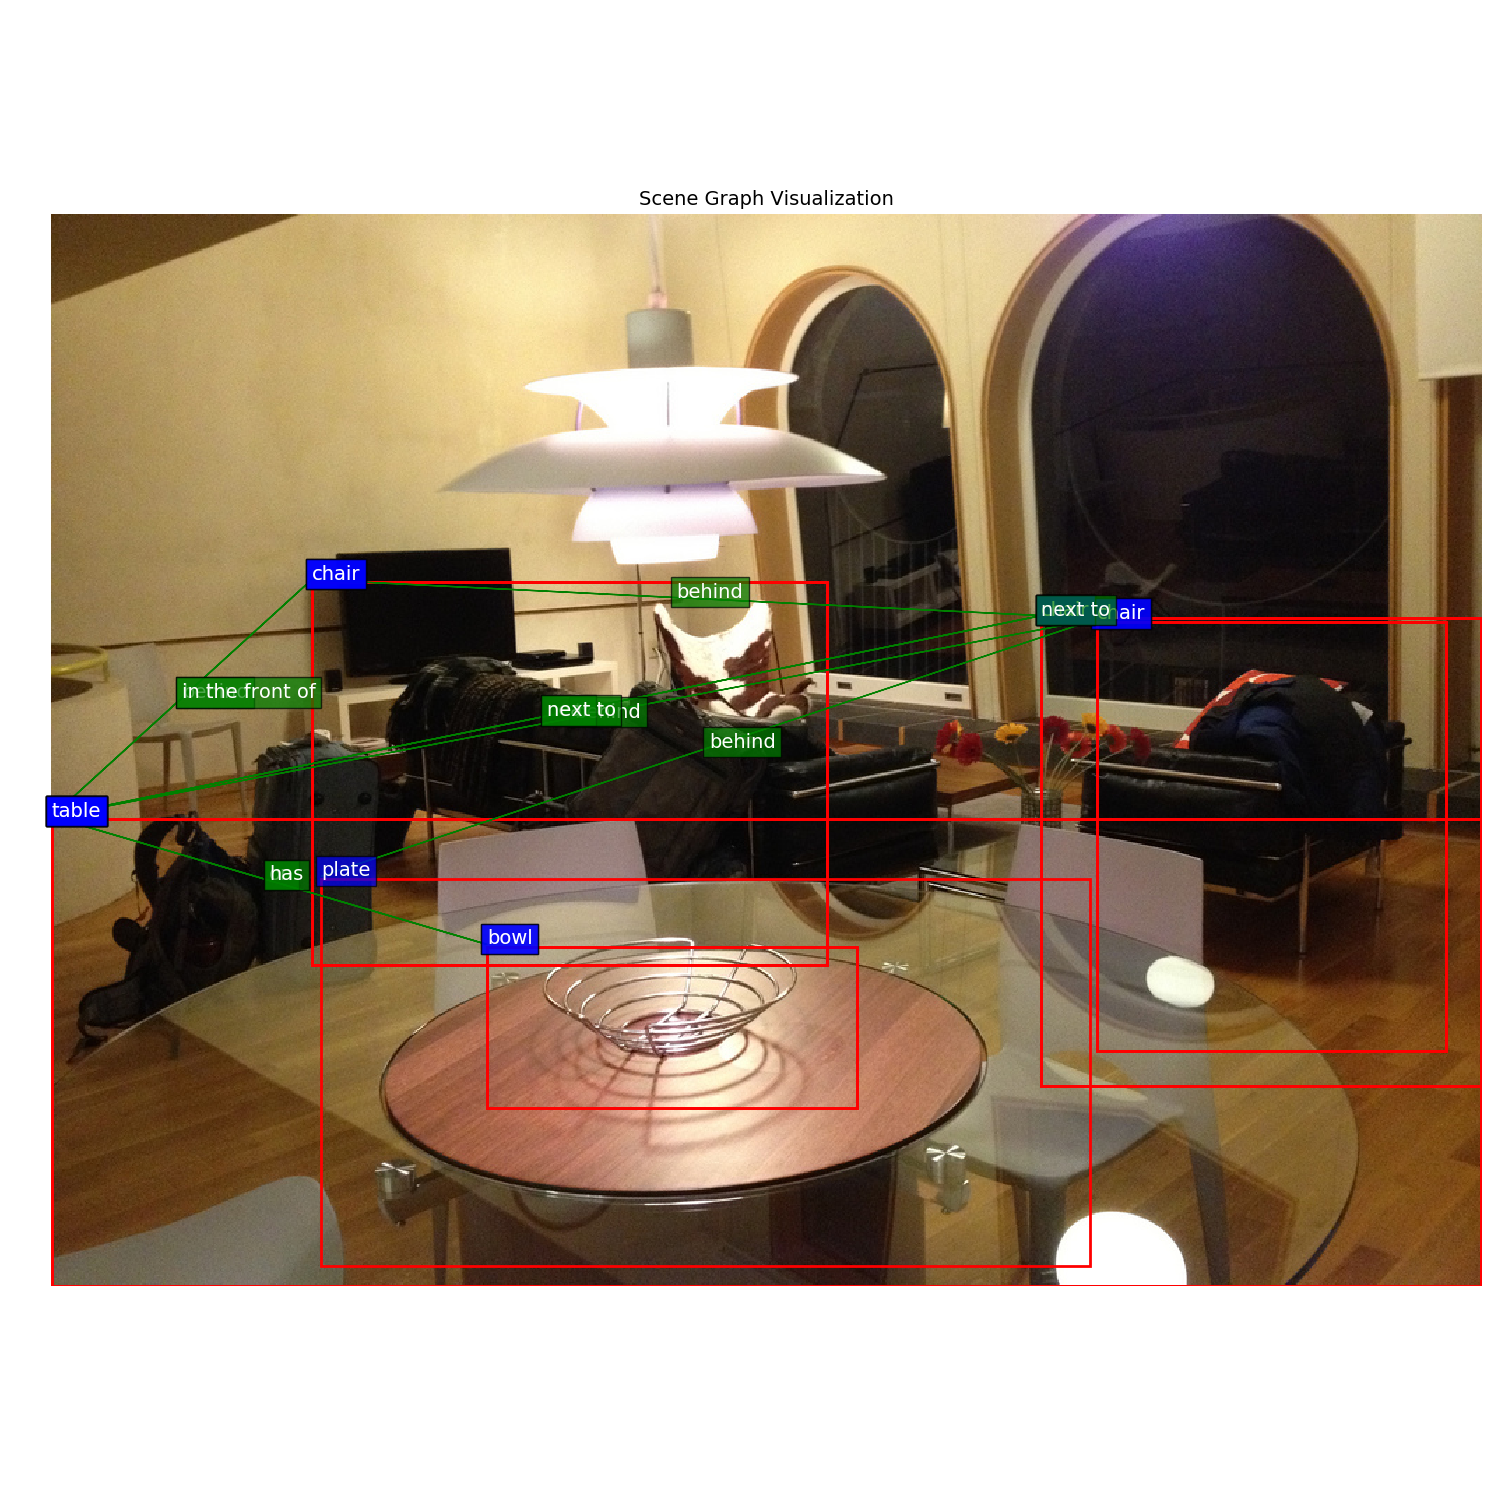 Scene Graph Visualization
chair
behind
next to
chair
in the front of
next to
behind
table
has
plate
bowl